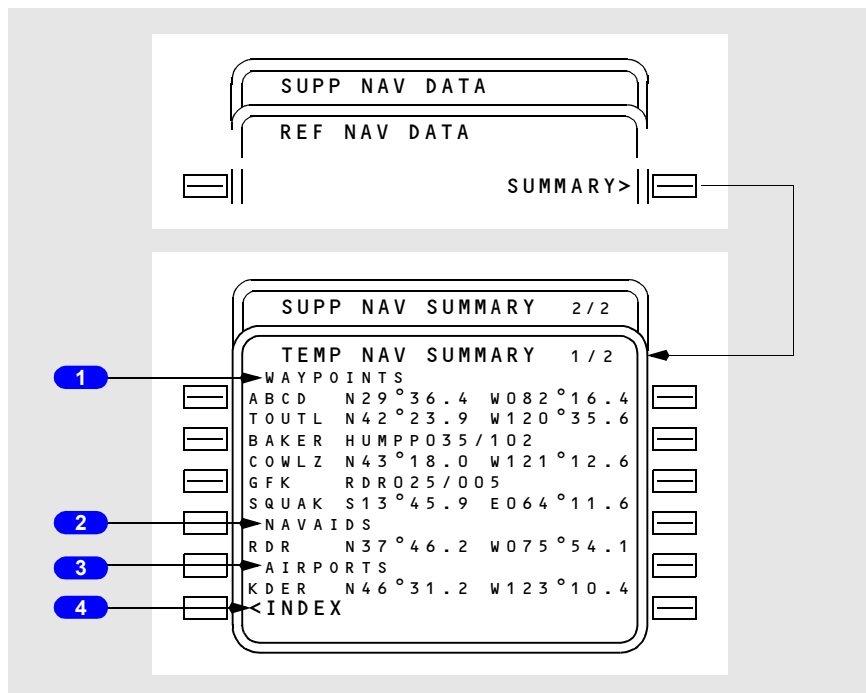 SUPP NAV DATA
REF NAV DATA
SUMMARY>
SUPP NAV SUMMARY 2/2
TEMP NAV SUMMARY 1/2
1
WAYPOINTS
ABCD N29°36.4 W082°16.4
TOUTL N42°23.9 W120°35.6
BAKER HUMPP035/102
COWLZ N43°18.0 W121°12.6
GFK RDR025/005
SQUAK S13°45.9 E064°11.6
2
NAVAIDS
RDR N37°46.2 W075°54.1
3
AIRPORTS
KDER N46°31.2 W123°10.4
4
<INDEX